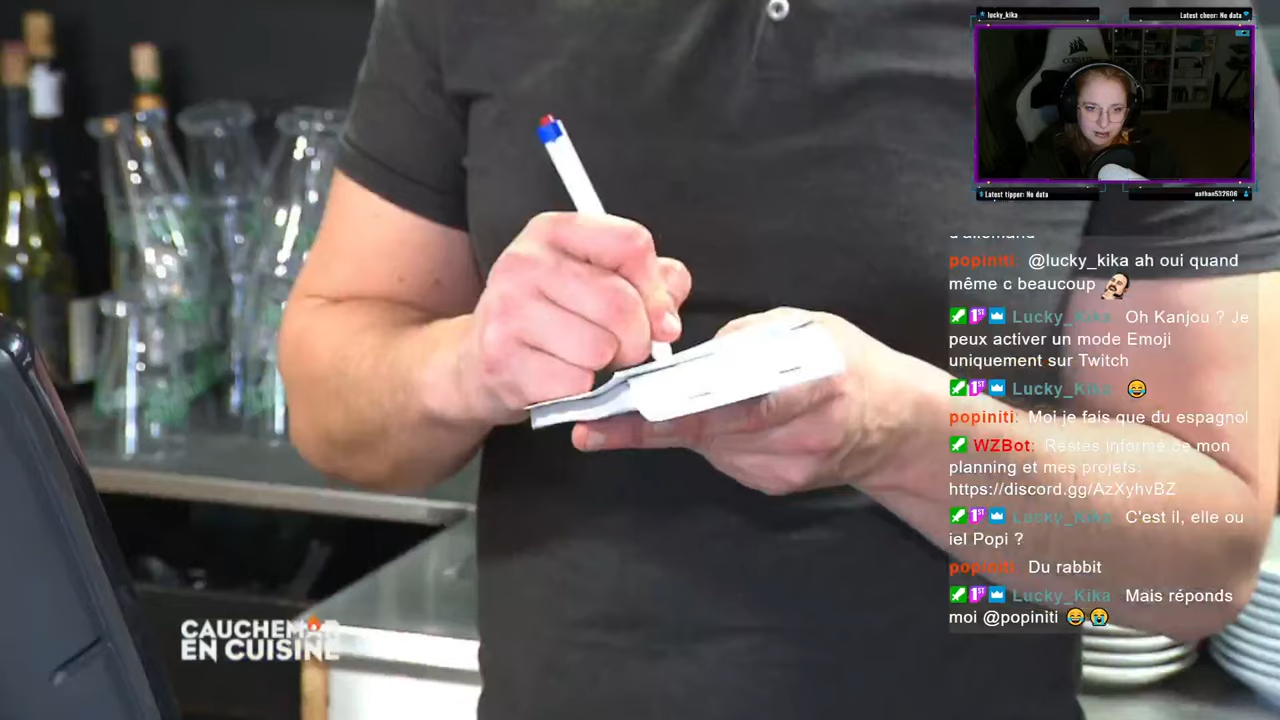 lucky_kika
Latest cheer: No data
Latest tipper: No data
nathan532606
d'allemand
popiniti: @lucky_kika ah oui quand
même c beaucoup
Lucky_Kika Oh Kanjou ? Je
peux activer un mode Emoji
uniquement sur Twitch
Lucky_Kika 😂
popiniti: Moi je fais que du espagnol
WZBot: Restes informé de mon
planning et mes projets:
https://discord.gg/AzXyhvBZ
Lucky_Kika C'est il, elle ou
iel Popi ?
popiniti: Du rabbit
Lucky_Kika Mais réponds
moi @popiniti 😂 😭
CAUCHEMAR
EN CUISINE